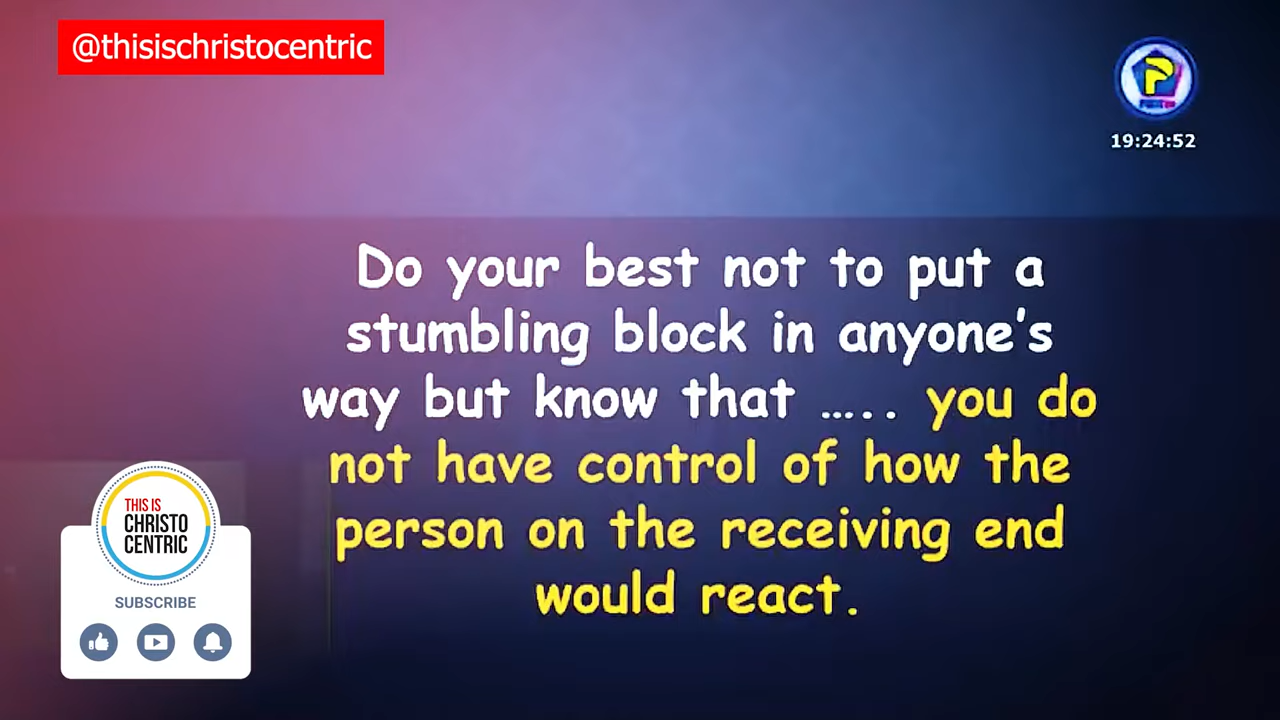 @thisischristocentric
19:24:52
Do your best not to put a
stumbling block in anyone’s
way but know that ….. you do
not have control of how the
person on the receiving end
would react.
THIS IS
CHRISTO
CENTRIC
SUBSCRIBE